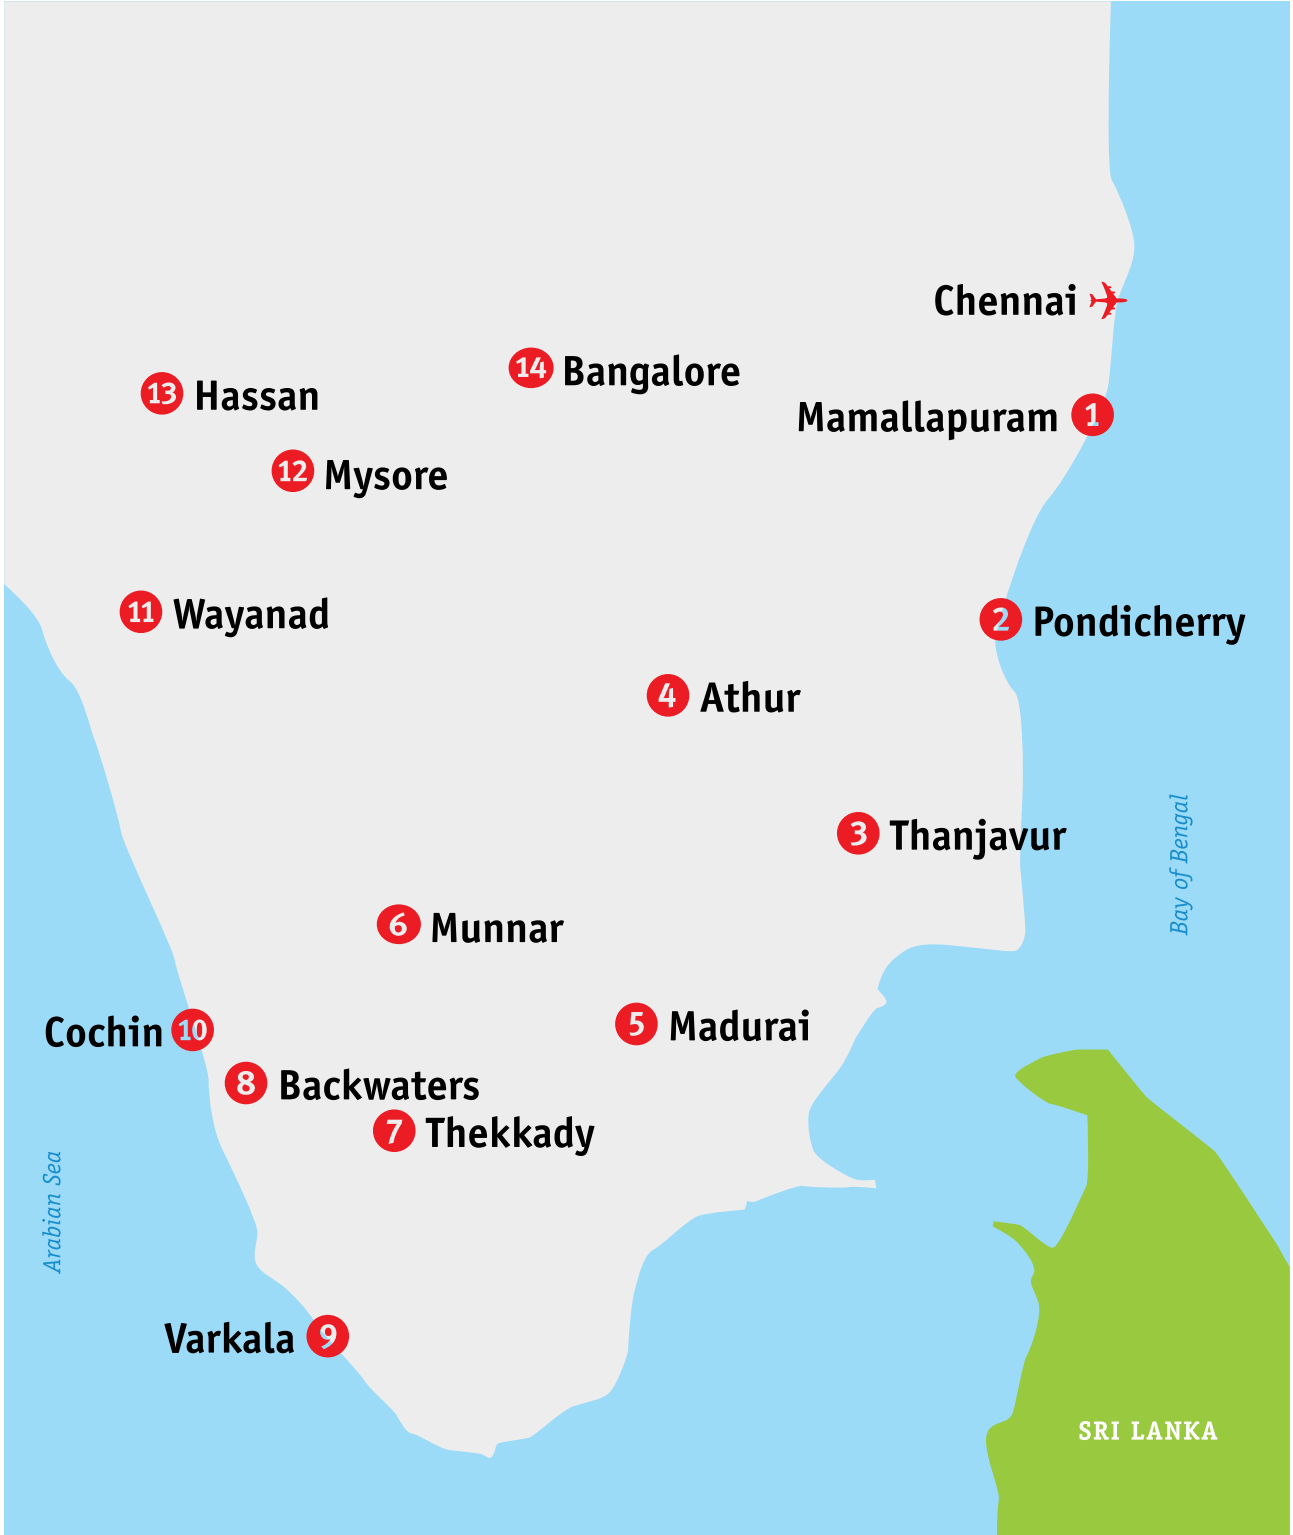 Chennai
14 Bangalore
13 Hassan
Mamallapuram 1
12 Mysore
11 Wayanad
2 Pondicherry
4 Athur
3 Thanjavur
Bay of Bengal
6 Munnar
5 Madurai
Cochin 10
8 Backwaters
7 Thekkady
Arabian Sea
Varkala 9
SRI LANKA